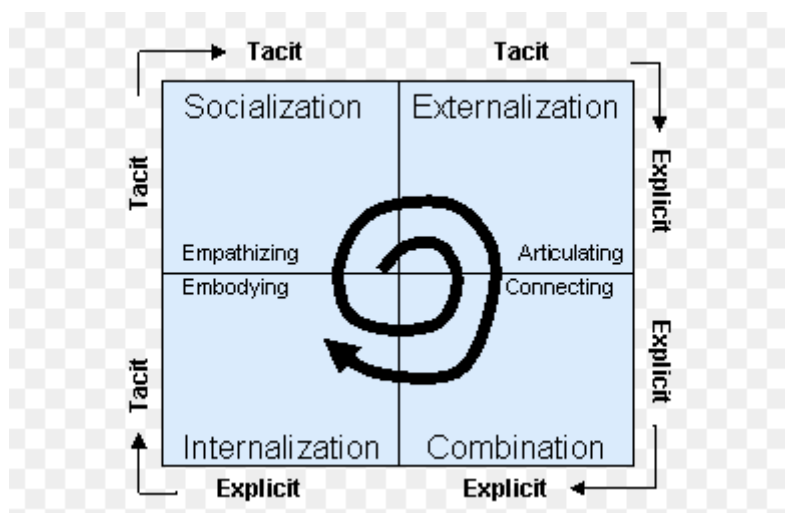 Tacit Tacit
Socialization Externalization
Tacit Explicit
Empathizing Articulating
Embodying Connecting
Tacit Explicit
Internalization Combination
Explicit Explicit